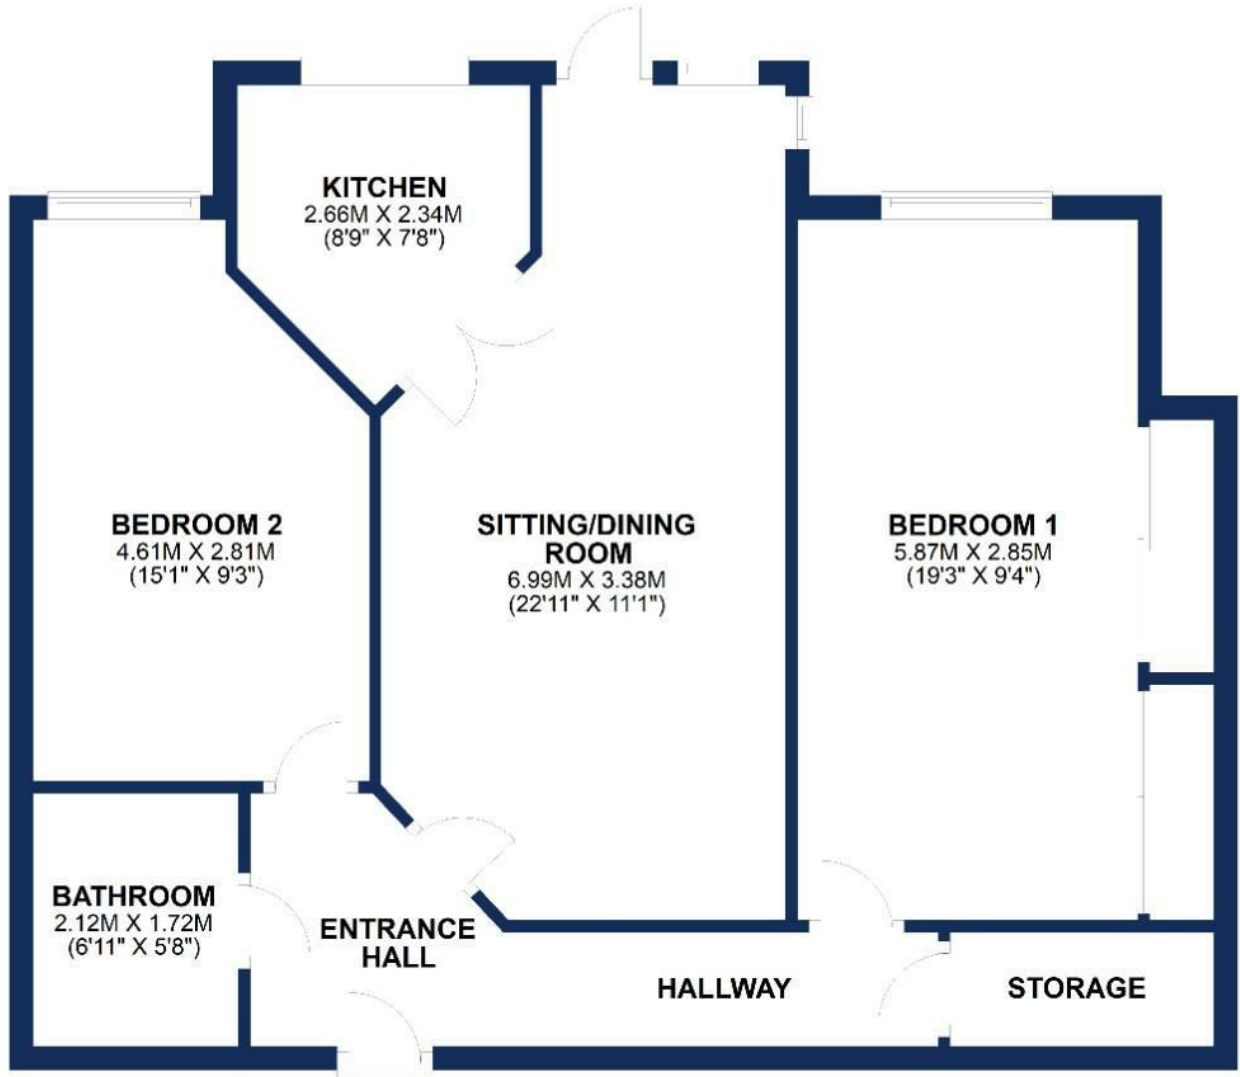 KITCHEN
2.66M X 2.34M
(8'9" X 7'8")
BEDROOM 2
4.61M X 2.81M
(15'1" X 9'3")
SITTING/DINING
ROOM
6.99M X 3.38M
(22'11" X 11'1")
BEDROOM 1
5.87M X 2.85M
(19'3" X 9'4")
BATHROOM
2.12M X 1.72M
(6'11" X 5'8")
ENTRANCE
HALL
HALLWAY
STORAGE